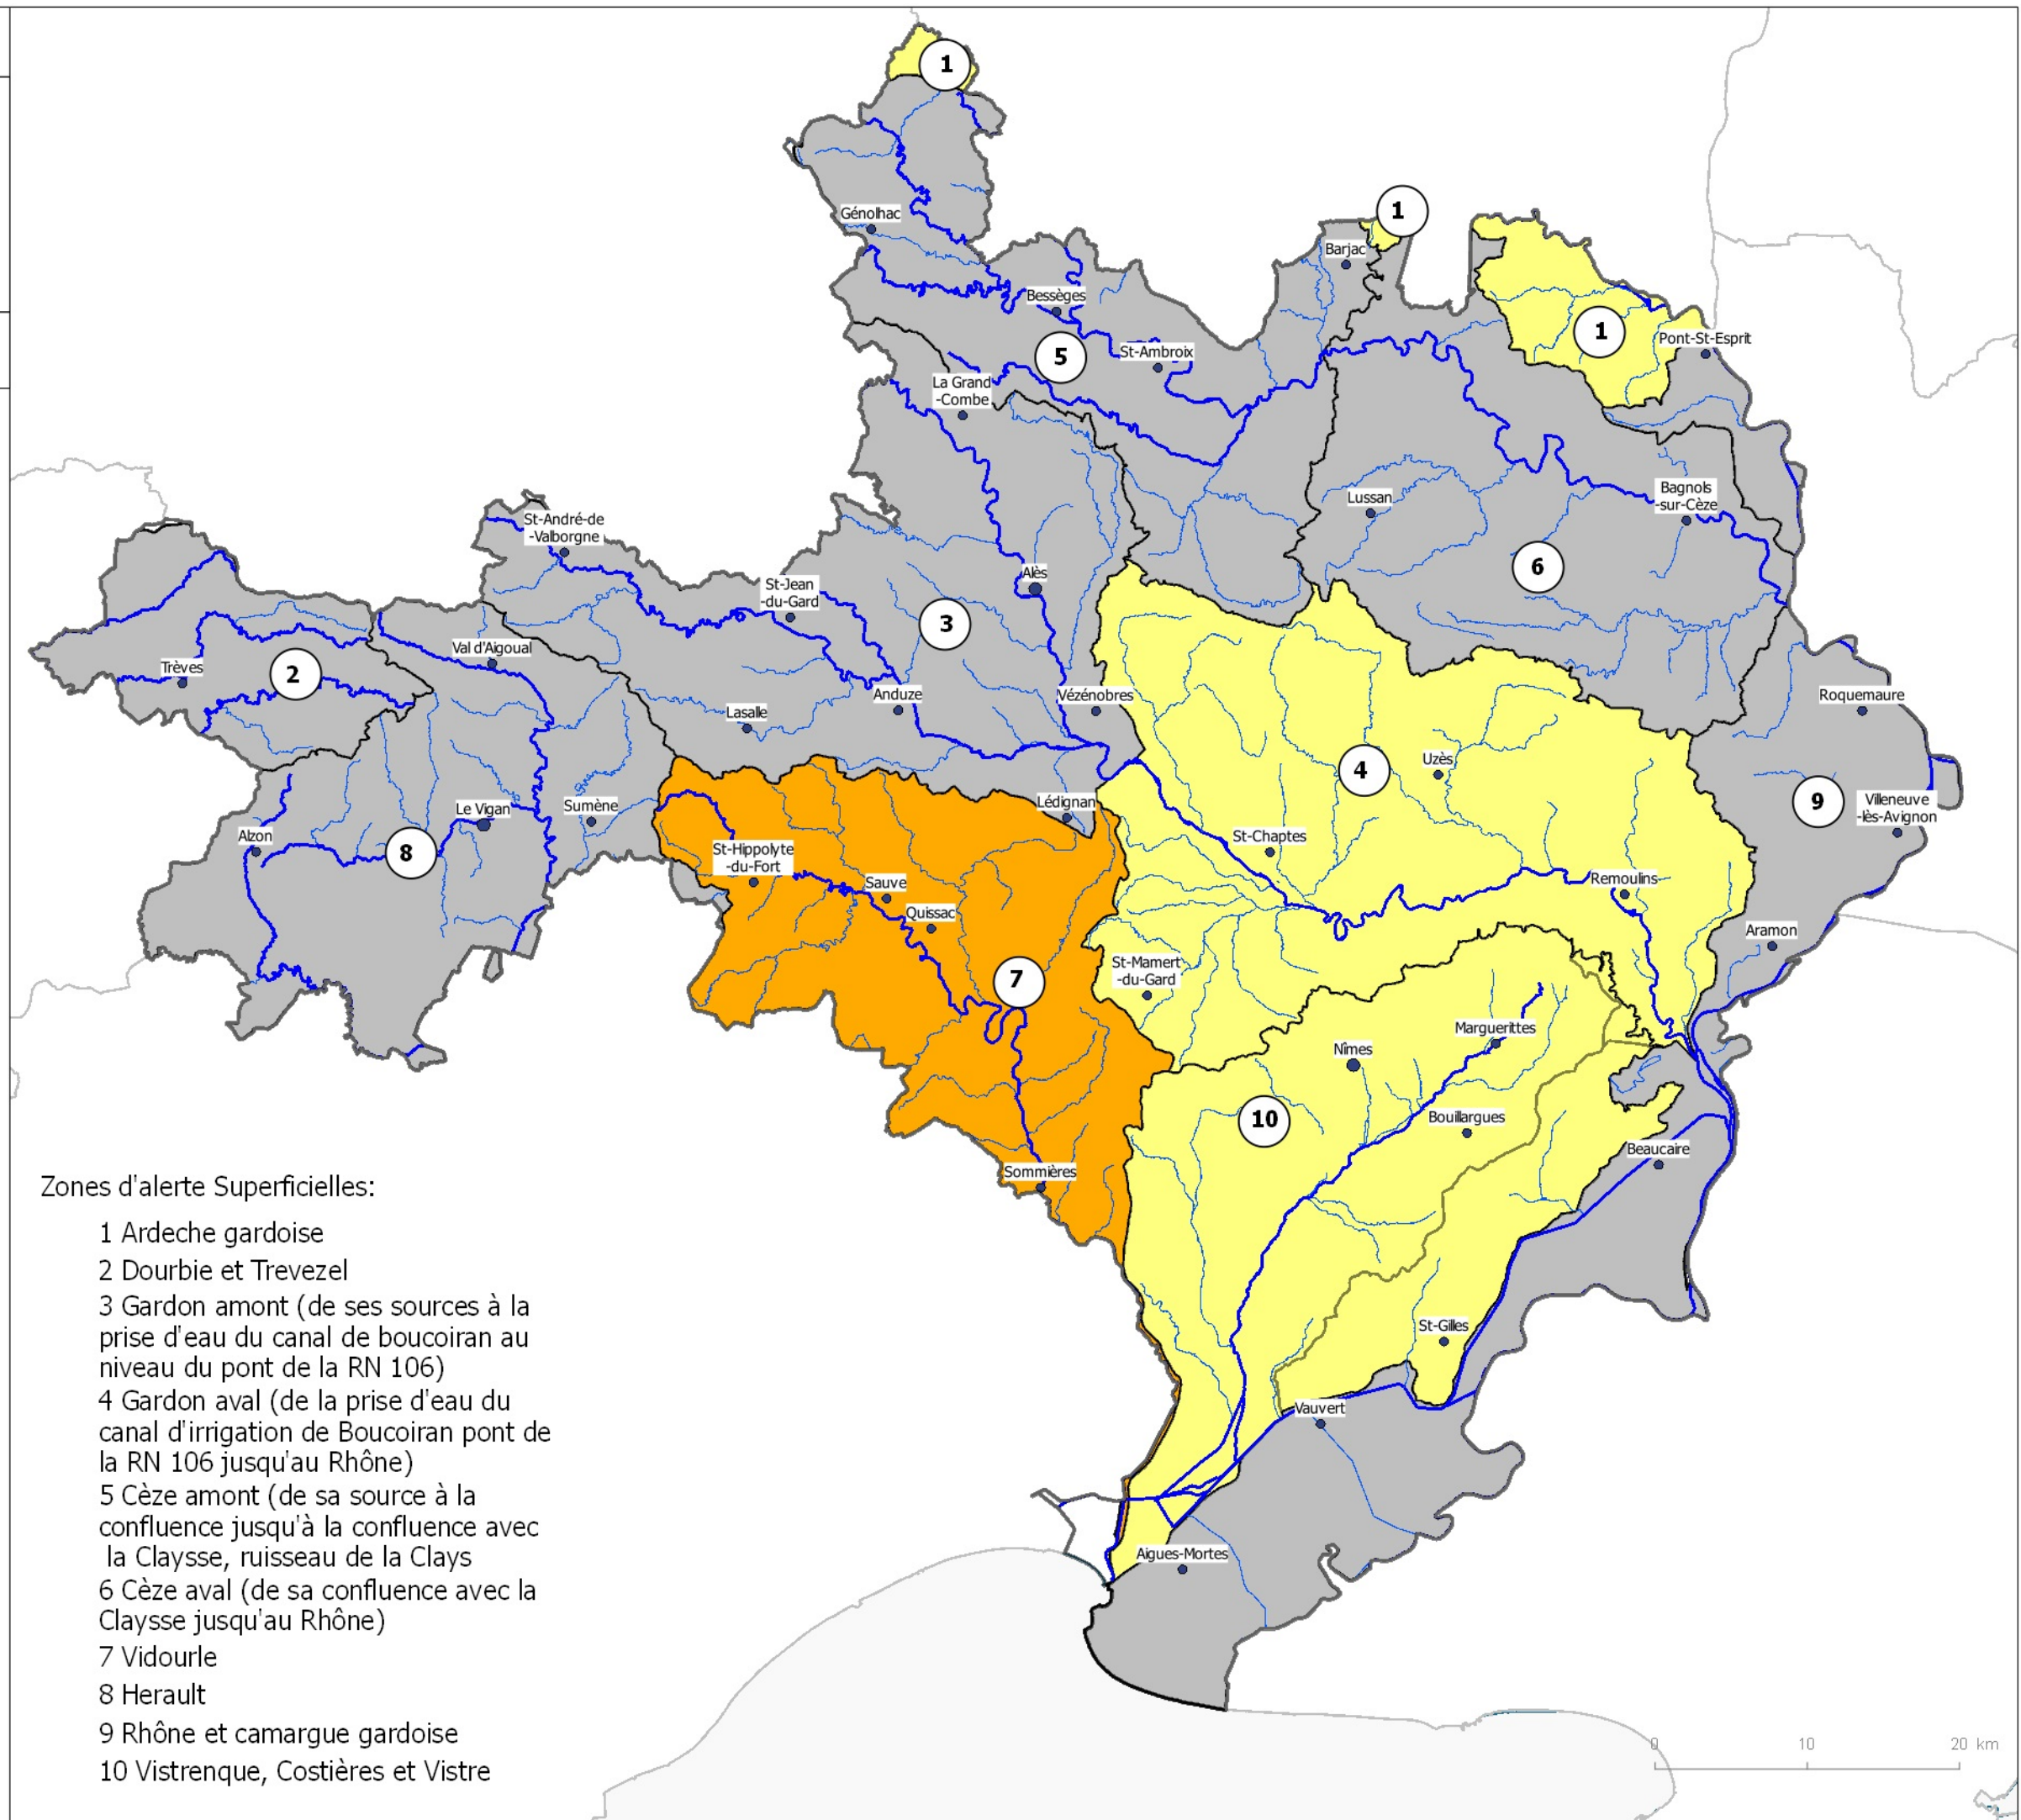 1
1
Génolhac
Barjac
Bessèges
1
Pont-St-Esprit
5
St-Ambroix
La Grand
-Combe
Lussan
Bagnols
-sur-Cèze
St-André-de
-Valborgne
6
Alès
St-Jean
-du-Gard
3
Val d'Aigoual
Trèves
2
Anduze
Vézénobres
Roquemaure
Lasalle
4
Uzès
9
Villeneuve
-lès-Avignon
Le Vigan
Sumène
Lédignan
Alzon
8
St-Chaptes
St-Hippolyte
-du-Fort
Sauve
Remoulins
Quissac
Aramon
7
St-Mamert
-du-Gard
Marguerittes
Nîmes
10
Bouillargues
Beaucaire
Sommières
St-Gilles
Vauvert
Aigues-Mortes
Zones d'alerte Superficielles:
1 Ardeche gardoise
2 Dourbie et Trevezel
3 Gardon amont (de ses sources à la
prise d'eau du canal de boucoiran au
niveau du pont de la RN 106)
4 Gardon aval (de la prise d'eau du
canal d'irrigation de Boucoiran pont de
la RN 106 jusqu'au Rhône)
5 Cèze amont (de sa source à la
confluence jusqu'à la confluence avec
la Claysse, ruisseau de la Clays
6 Cèze aval (de sa confluence avec la
Claysse jusqu'au Rhône)
7 Vidourle
8 Herault
9 Rhône et camargue gardoise
10 Vistrenque, Costières et Vistre
0 10 20 km